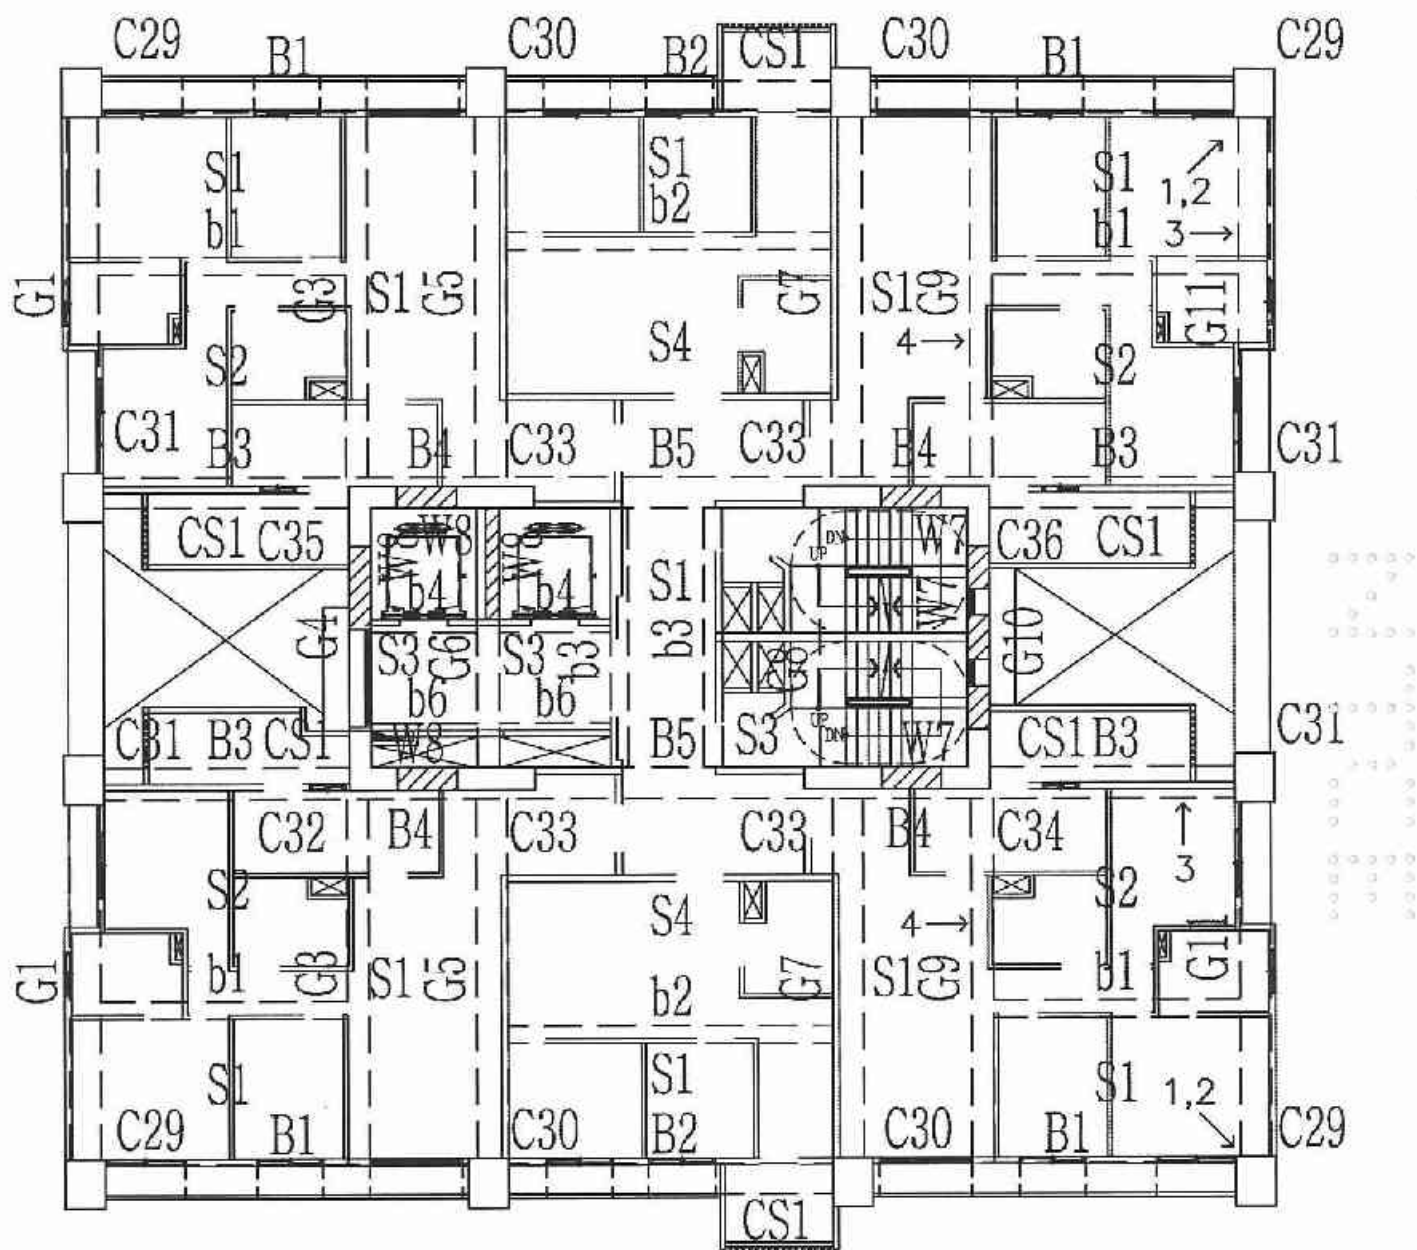 C29 B1 C30 B2 CS1 C30 B1 C29
S1 S1 S1
b1 b2 b1 1,2
3
G1 G3 S1 G5 G7 S1 G9 G11
S2 S4 4 S2
C31 B3 B4 C33 B5 C33 B4 B3 C31
CS1 C35 W8 W8 W8 S1 DN UP W7 W7 C36 CS1
b4 b4
G4 S3 G6 S3 b3 b3 G8 G10
b6 b6
C31 B3 CS1 W8 B5 S3 UP DN W7 CS1 B3 C31
C32 B4 C33 C33 B4 C34 3
S2 S4 4 S2
G1 b1 G3 S1 G5 b2 G7 S1 G9 b1 G1
S1 S1 S1 1,2
C29 B1 C30 B2 C30 B1 C29
CS1